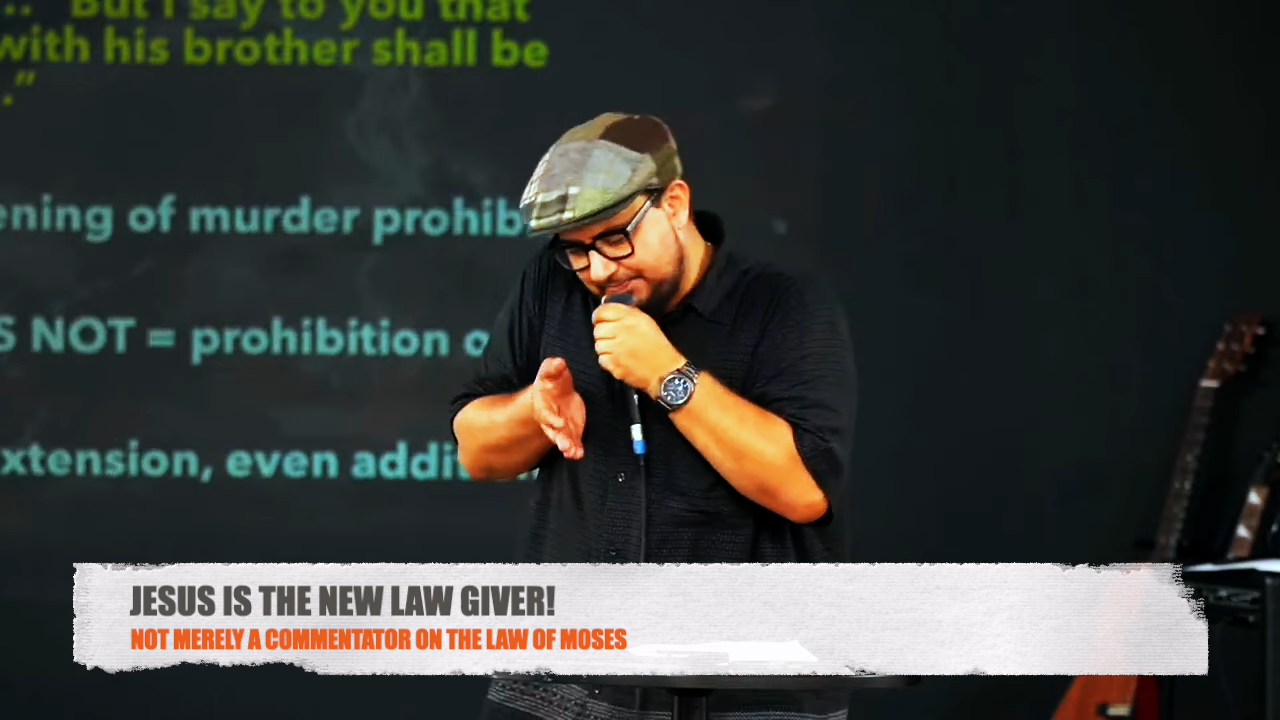 .. "But I say to you that
with his brother shall be
."
ening of murder prohib
S NOT = prohibition o
xtension, even addit
JESUS IS THE NEW LAW GIVER!
NOT MERELY A COMMENTATOR ON THE LAW OF MOSES